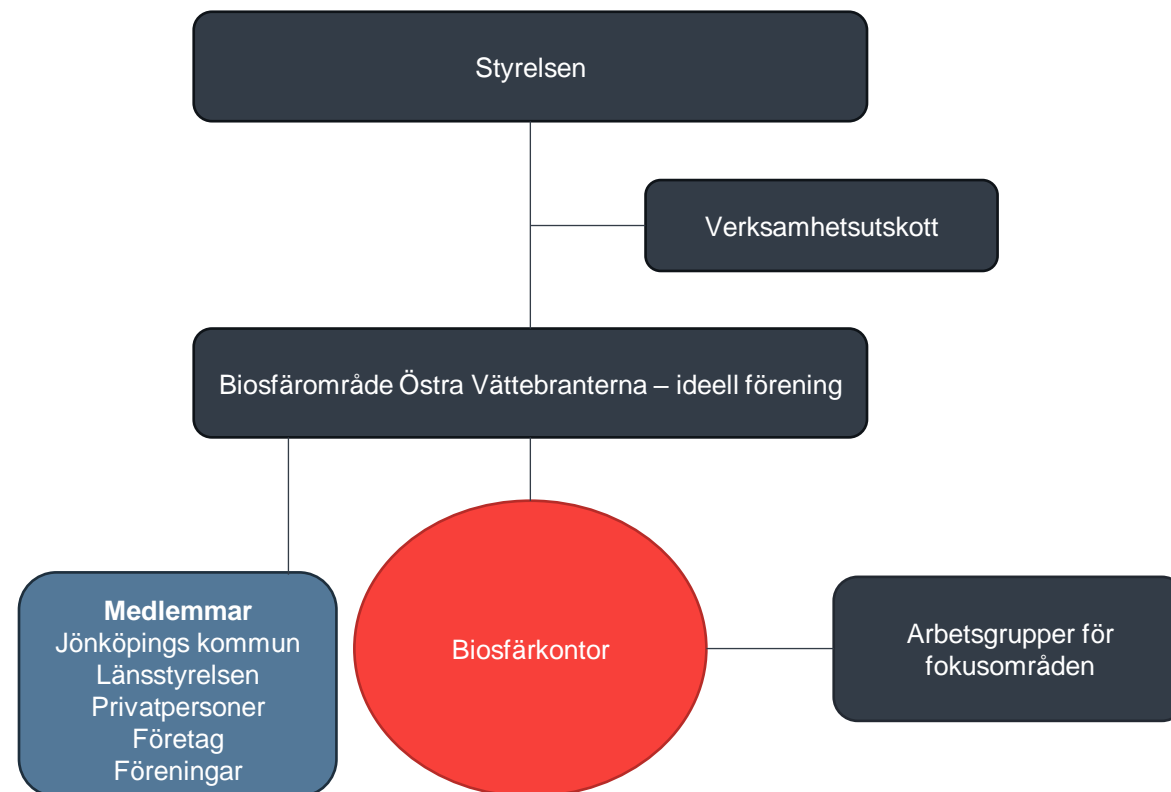 Styrelsen
Verksamhetsutskott
Biosfärområde Östra Vättebranterna – ideell förening
Medlemmar
Jönköpings kommun
Länsstyrelsen
Privatpersoner
Företag
Föreningar
Biosfärkontor
Arbetsgrupper för
fokusområden